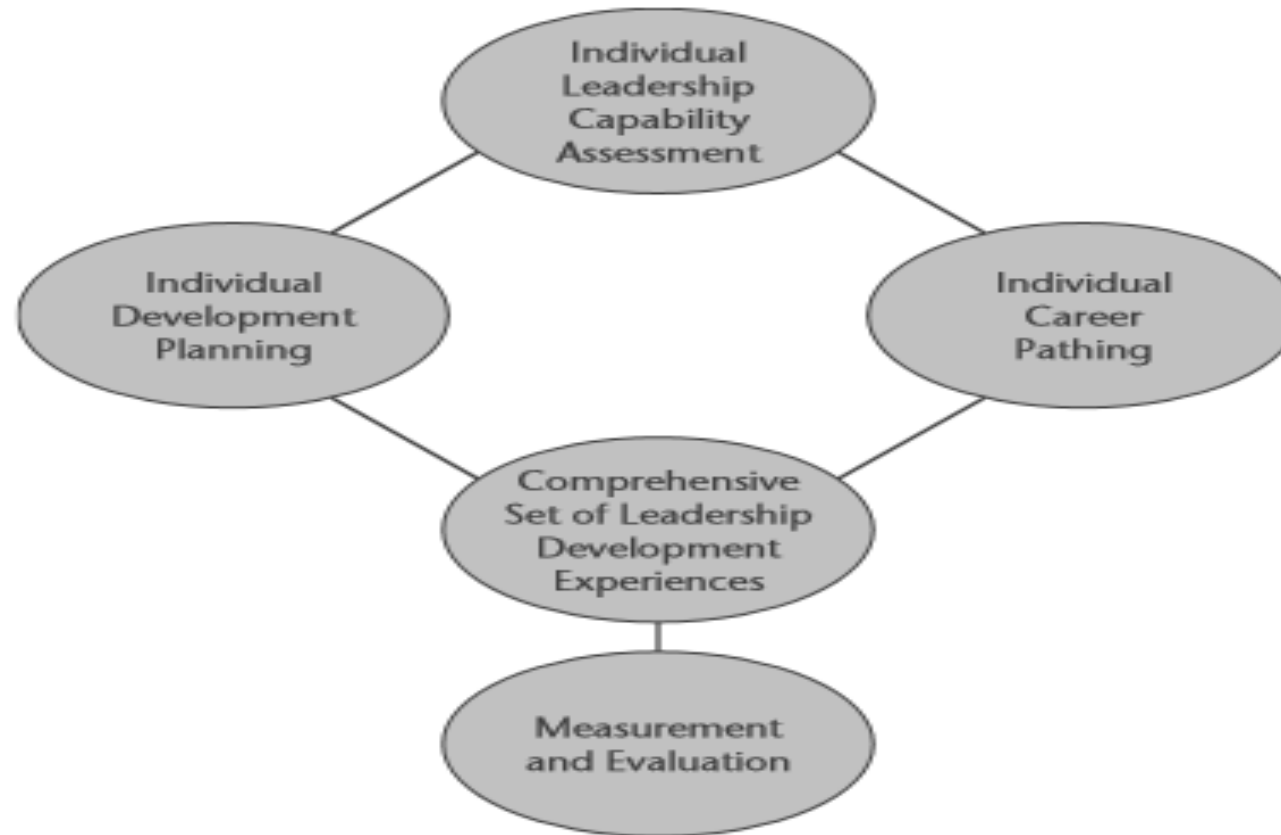 Individual
Leadership
Capability
Assessment
Individual
Development
Planning
Individual
Career
Pathing
Comprehensive
Set of Leadership
Development
Experiences
Measurement
and Evaluation